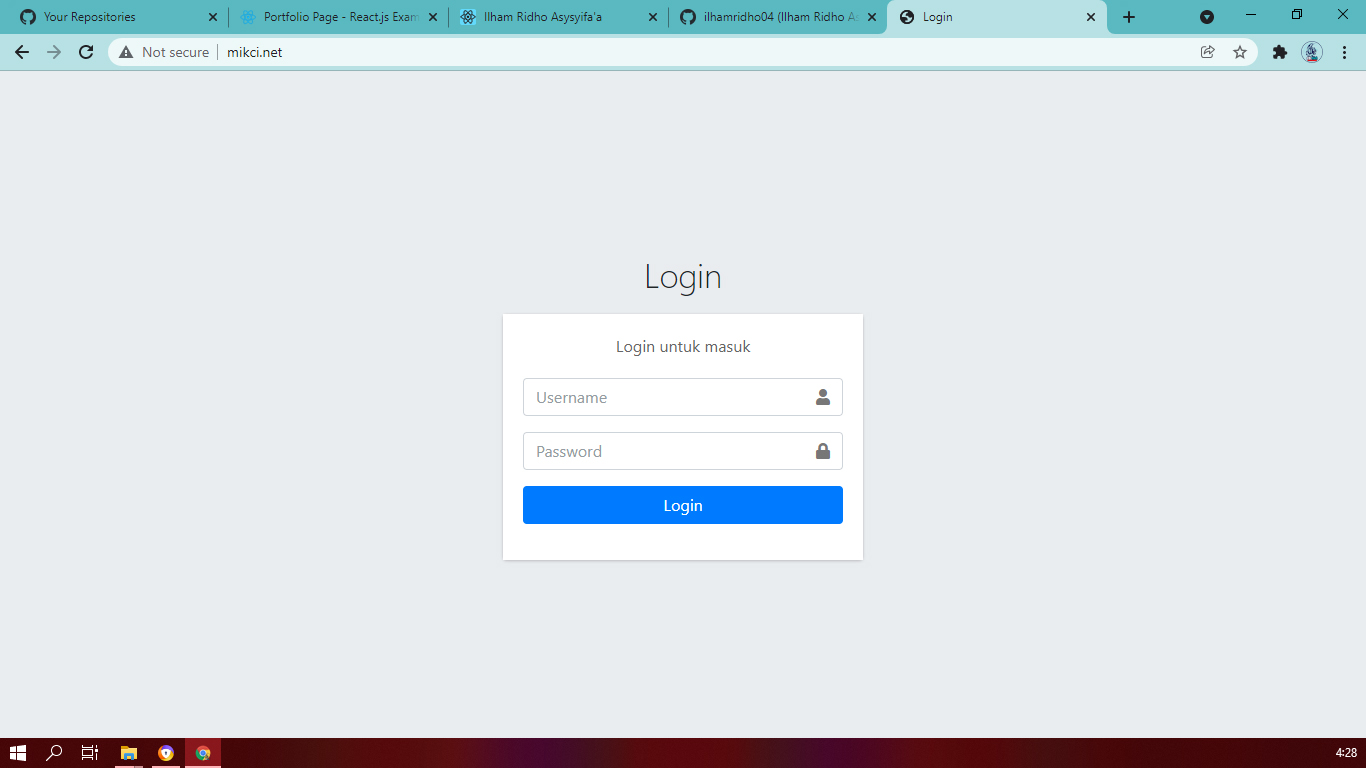 Your Repositories
Portfolio Page - React.js Exam
Ilham Ridho Asysyifa'a
ilhamridho04 (Ilham Ridho As
Login
Not secure
mikci.net
Login
Login untuk masuk
Username
Password
Login
4:28